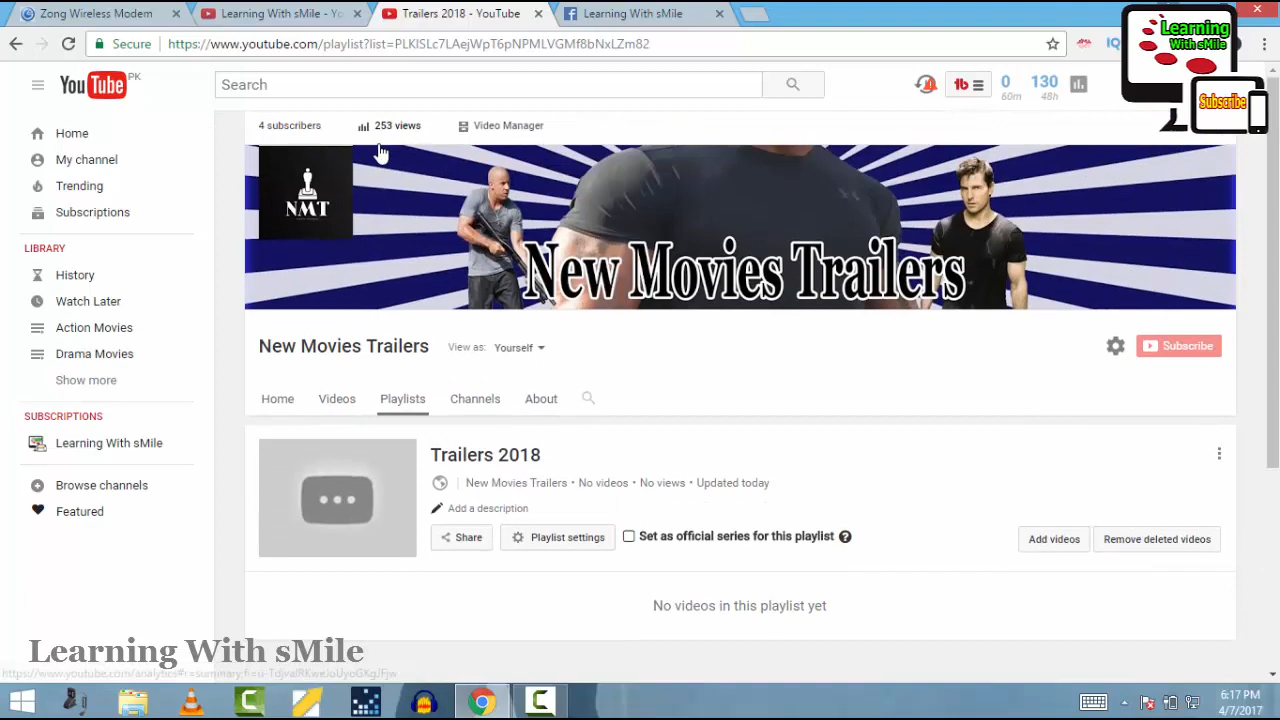 Zong Wireless Modem
Learning With sMile - Yo
Trailers 2018 - YouTube
Learning With sMile
Secure
https://www.youtube.com/playlist?list=PLKlSLc7LAejWpT6pNPMLVGMf8bNxLZm82
IQ
Learning
With sMile
Subscribe
YouTube PK
Search
0
60m
130
48h
4 subscribers
253 views
Video Manager
Home
My channel
Trending
Subscriptions
LIBRARY
History
Watch Later
Action Movies
Drama Movies
Show more
SUBSCRIPTIONS
Learning With sMile
Browse channels
Featured
NMT
New Movies Trailers
New Movies Trailers
View as: Yourself
Subscribe
Home
Videos
Playlists
Channels
About
Trailers 2018
New Movies Trailers • No videos • No views • Updated today
Add a description
Share
Playlist settings
Set as official series for this playlist
Add videos
Remove deleted videos
No videos in this playlist yet
Learning With sMile
6:17 PM
4/7/2017